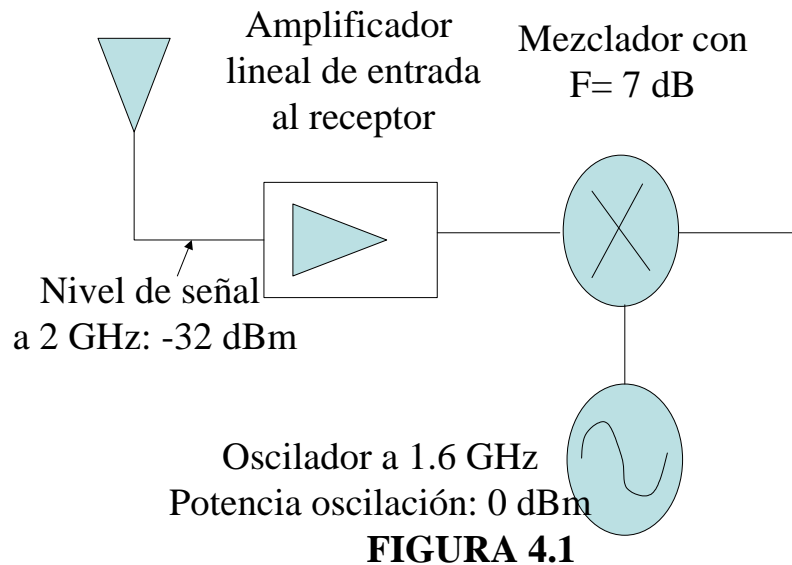 Amplificador
lineal de entrada
al receptor
Mezclador con
F= 7 dB
Nivel de señal
a 2 GHz: -32 dBm
Oscilador a 1.6 GHz
Potencia oscilación: 0 dBm
FIGURA 4.1